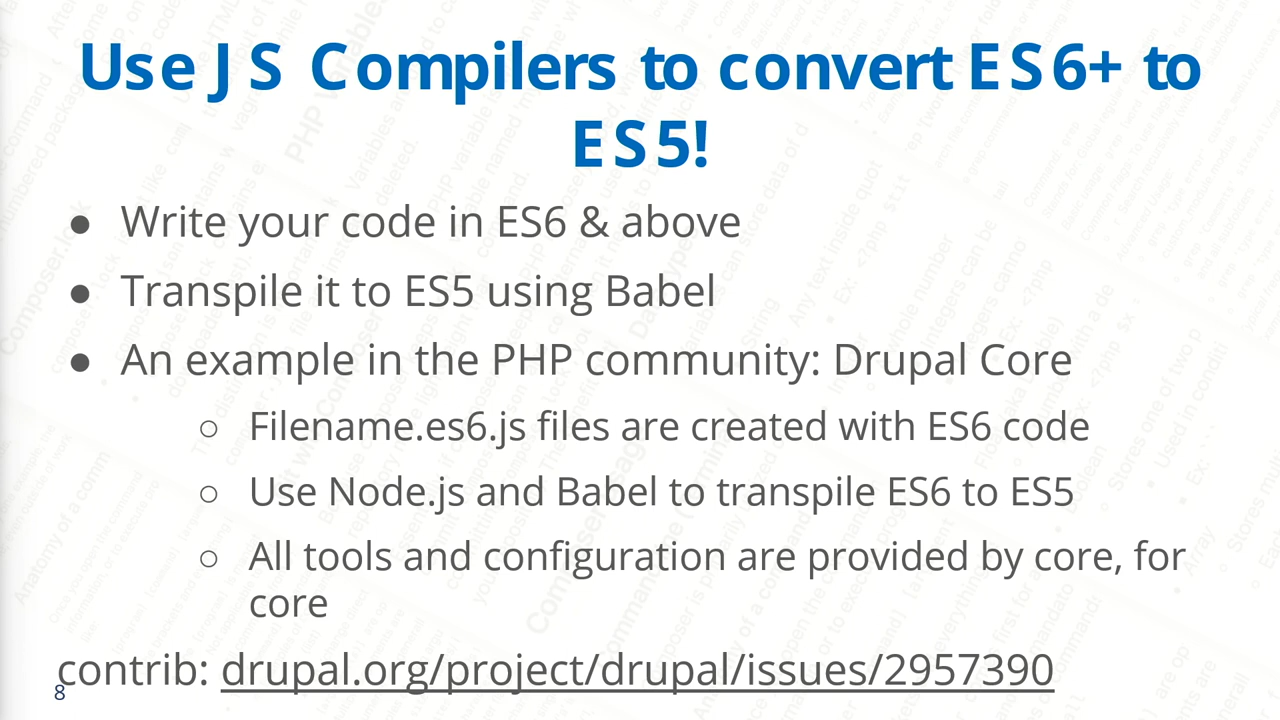 Use JS Compilers to convert ES6+ to
ES5!
● Write your code in ES6 & above
● Transpile it to ES5 using Babel
● An example in the PHP community: Drupal Core
○ Filename.es6.js files are created with ES6 code
○ Use Node.js and Babel to transpile ES6 to ES5
○ All tools and configuration are provided by core, for
core
contrib: drupal.org/project/drupal/issues/2957390
8